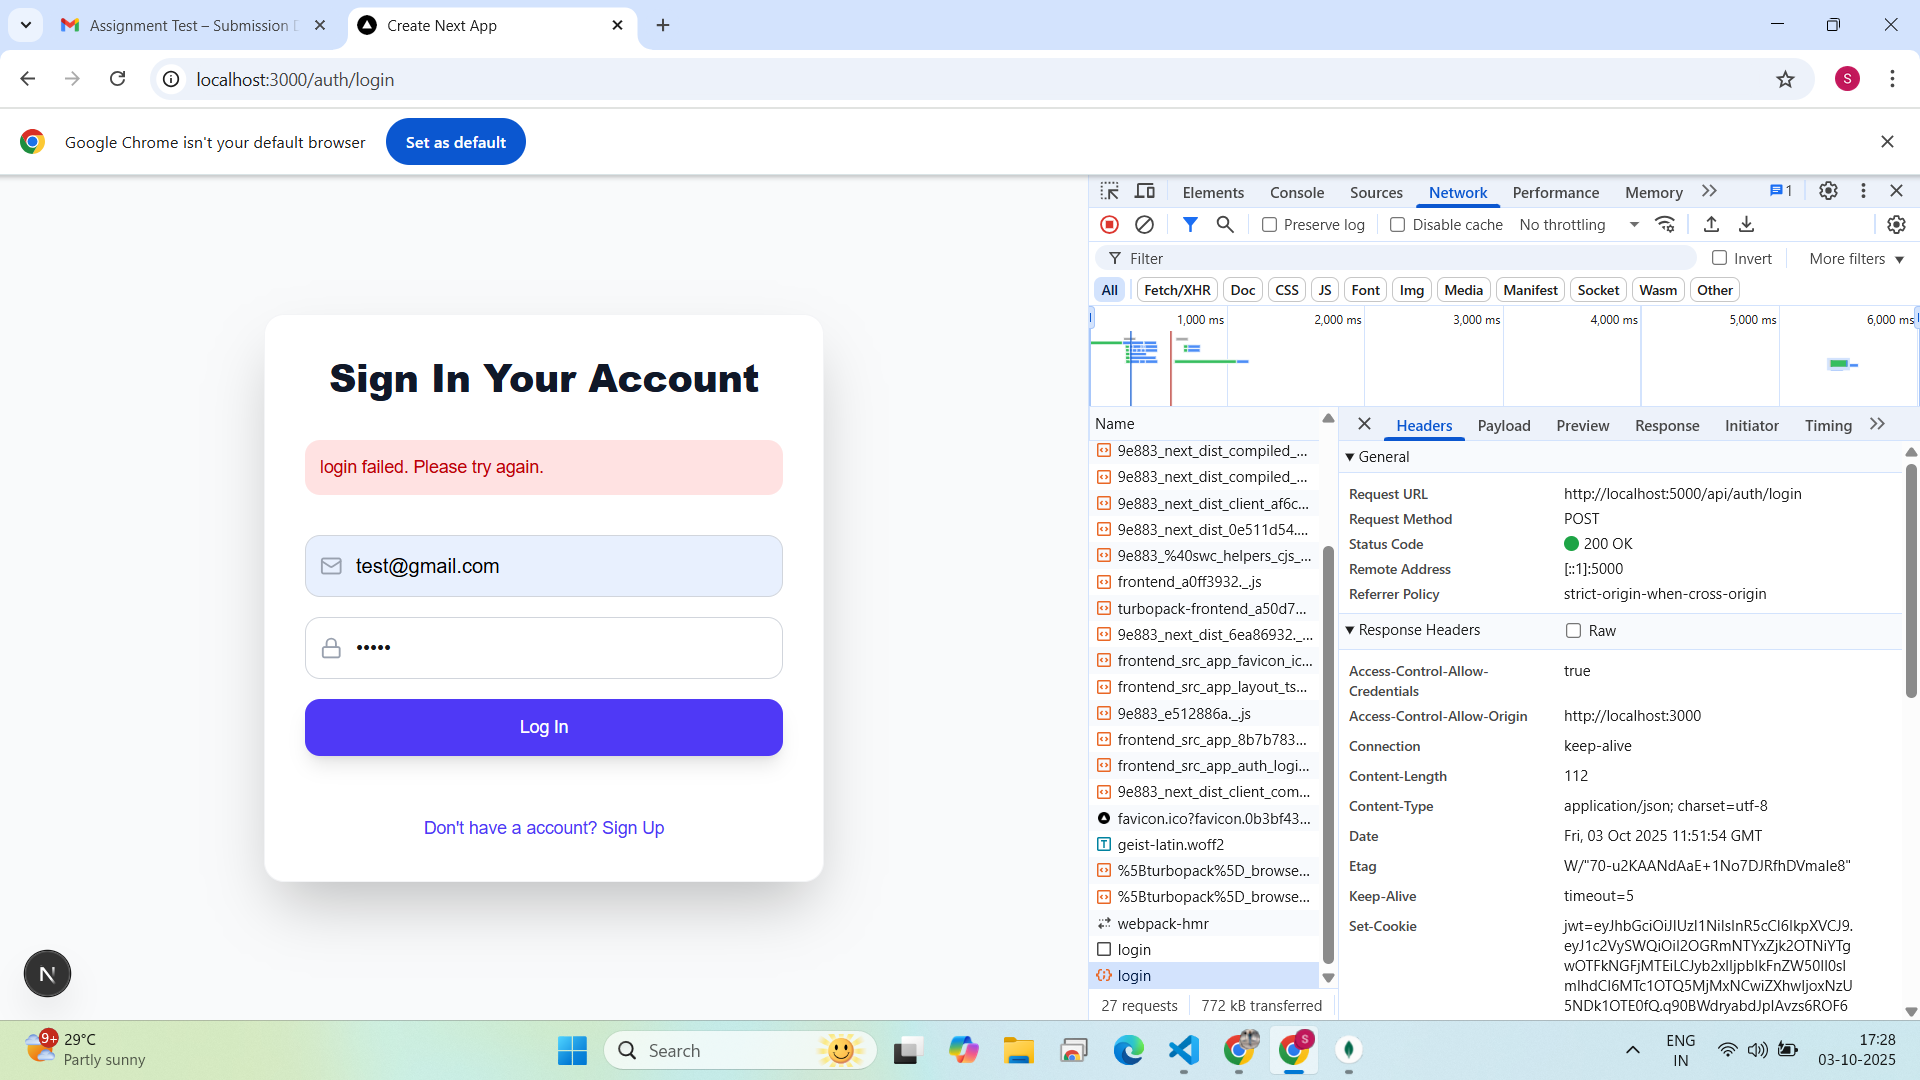 Assignment Test – Submission D
Create Next App
localhost:3000/auth/login
S
Google Chrome isn't your default browser
Set as default
Sign In Your Account
login failed. Please try again.
test@gmail.com
•••••
Log In
Don't have a account? Sign Up
N
Elements
Console
Sources
Network
Performance
Memory
1
Preserve log
Disable cache
No throttling
Filter
Invert
More filters
All
Fetch/XHR
Doc
CSS
JS
Font
Img
Media
Manifest
Socket
Wasm
Other
1,000 ms
2,000 ms
3,000 ms
4,000 ms
5,000 ms
6,000 ms
Name
9e883_next_dist_compiled_...
9e883_next_dist_compiled_...
9e883_next_dist_client_af6c...
9e883_next_dist_0e511d54....
9e883_%40swc_helpers_cjs_...
frontend_a0ff3932._.js
turbopack-frontend_a50d7...
9e883_next_dist_6ea86932._...
frontend_src_app_favicon_ic...
frontend_src_app_layout_ts...
9e883_e512886a._.js
frontend_src_app_8b7b783...
frontend_src_app_auth_logi...
9e883_next_dist_client_com...
favicon.ico?favicon.0b3bf43...
geist-latin.woff2
%5Bturbopack%5D_browse...
%5Bturbopack%5D_browse...
webpack-hmr
login
login
27 requests
772 kB transferred
Headers
Payload
Preview
Response
Initiator
Timing
General
Request URL
http://localhost:5000/api/auth/login
Request Method
POST
Status Code
200 OK
Remote Address
[::1]:5000
Referrer Policy
strict-origin-when-cross-origin
Response Headers
Raw
Access-Control-Allow-
Credentials
true
Access-Control-Allow-Origin
http://localhost:3000
Connection
keep-alive
Content-Length
112
Content-Type
application/json; charset=utf-8
Date
Fri, 03 Oct 2025 11:51:54 GMT
Etag
W/"70-u2KAANdAaE+1No7DJRfhDVmale8"
Keep-Alive
timeout=5
Set-Cookie
jwt=eyJhbGciOiJIUzI1NiIsInR5cCI6IkpXVCJ9.
9+
29°C
Partly sunny
Search
S
ENG
IN
17:28
03-10-2025